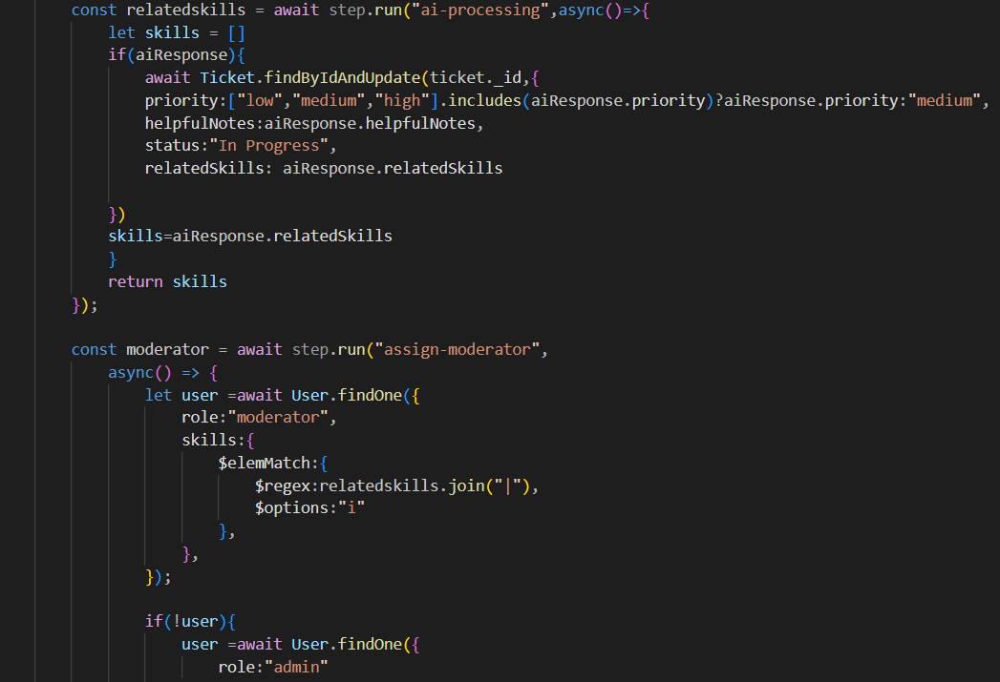 const relatedskills = await step.run("ai-processing",async()=>{
let skills = []
if(aiResponse){
await Ticket.findByIdAndUpdate(ticket._id,{
priority:["low","medium","high"].includes(aiResponse.priority)?aiResponse.priority:"medium",
helpfulNotes:aiResponse.helpfulNotes,
status:"In Progress",
relatedSkills: aiResponse.relatedSkills
})
skills=aiResponse.relatedSkills
}
return skills
});
const moderator = await step.run("assign-moderator",
async() => {
let user =await User.findOne({
role:"moderator",
skills:{
$elemMatch:{
$regex:relatedskills.join("|"),
$options:"i"
},
},
});
if(!user){
user =await User.findOne({
role:"admin"